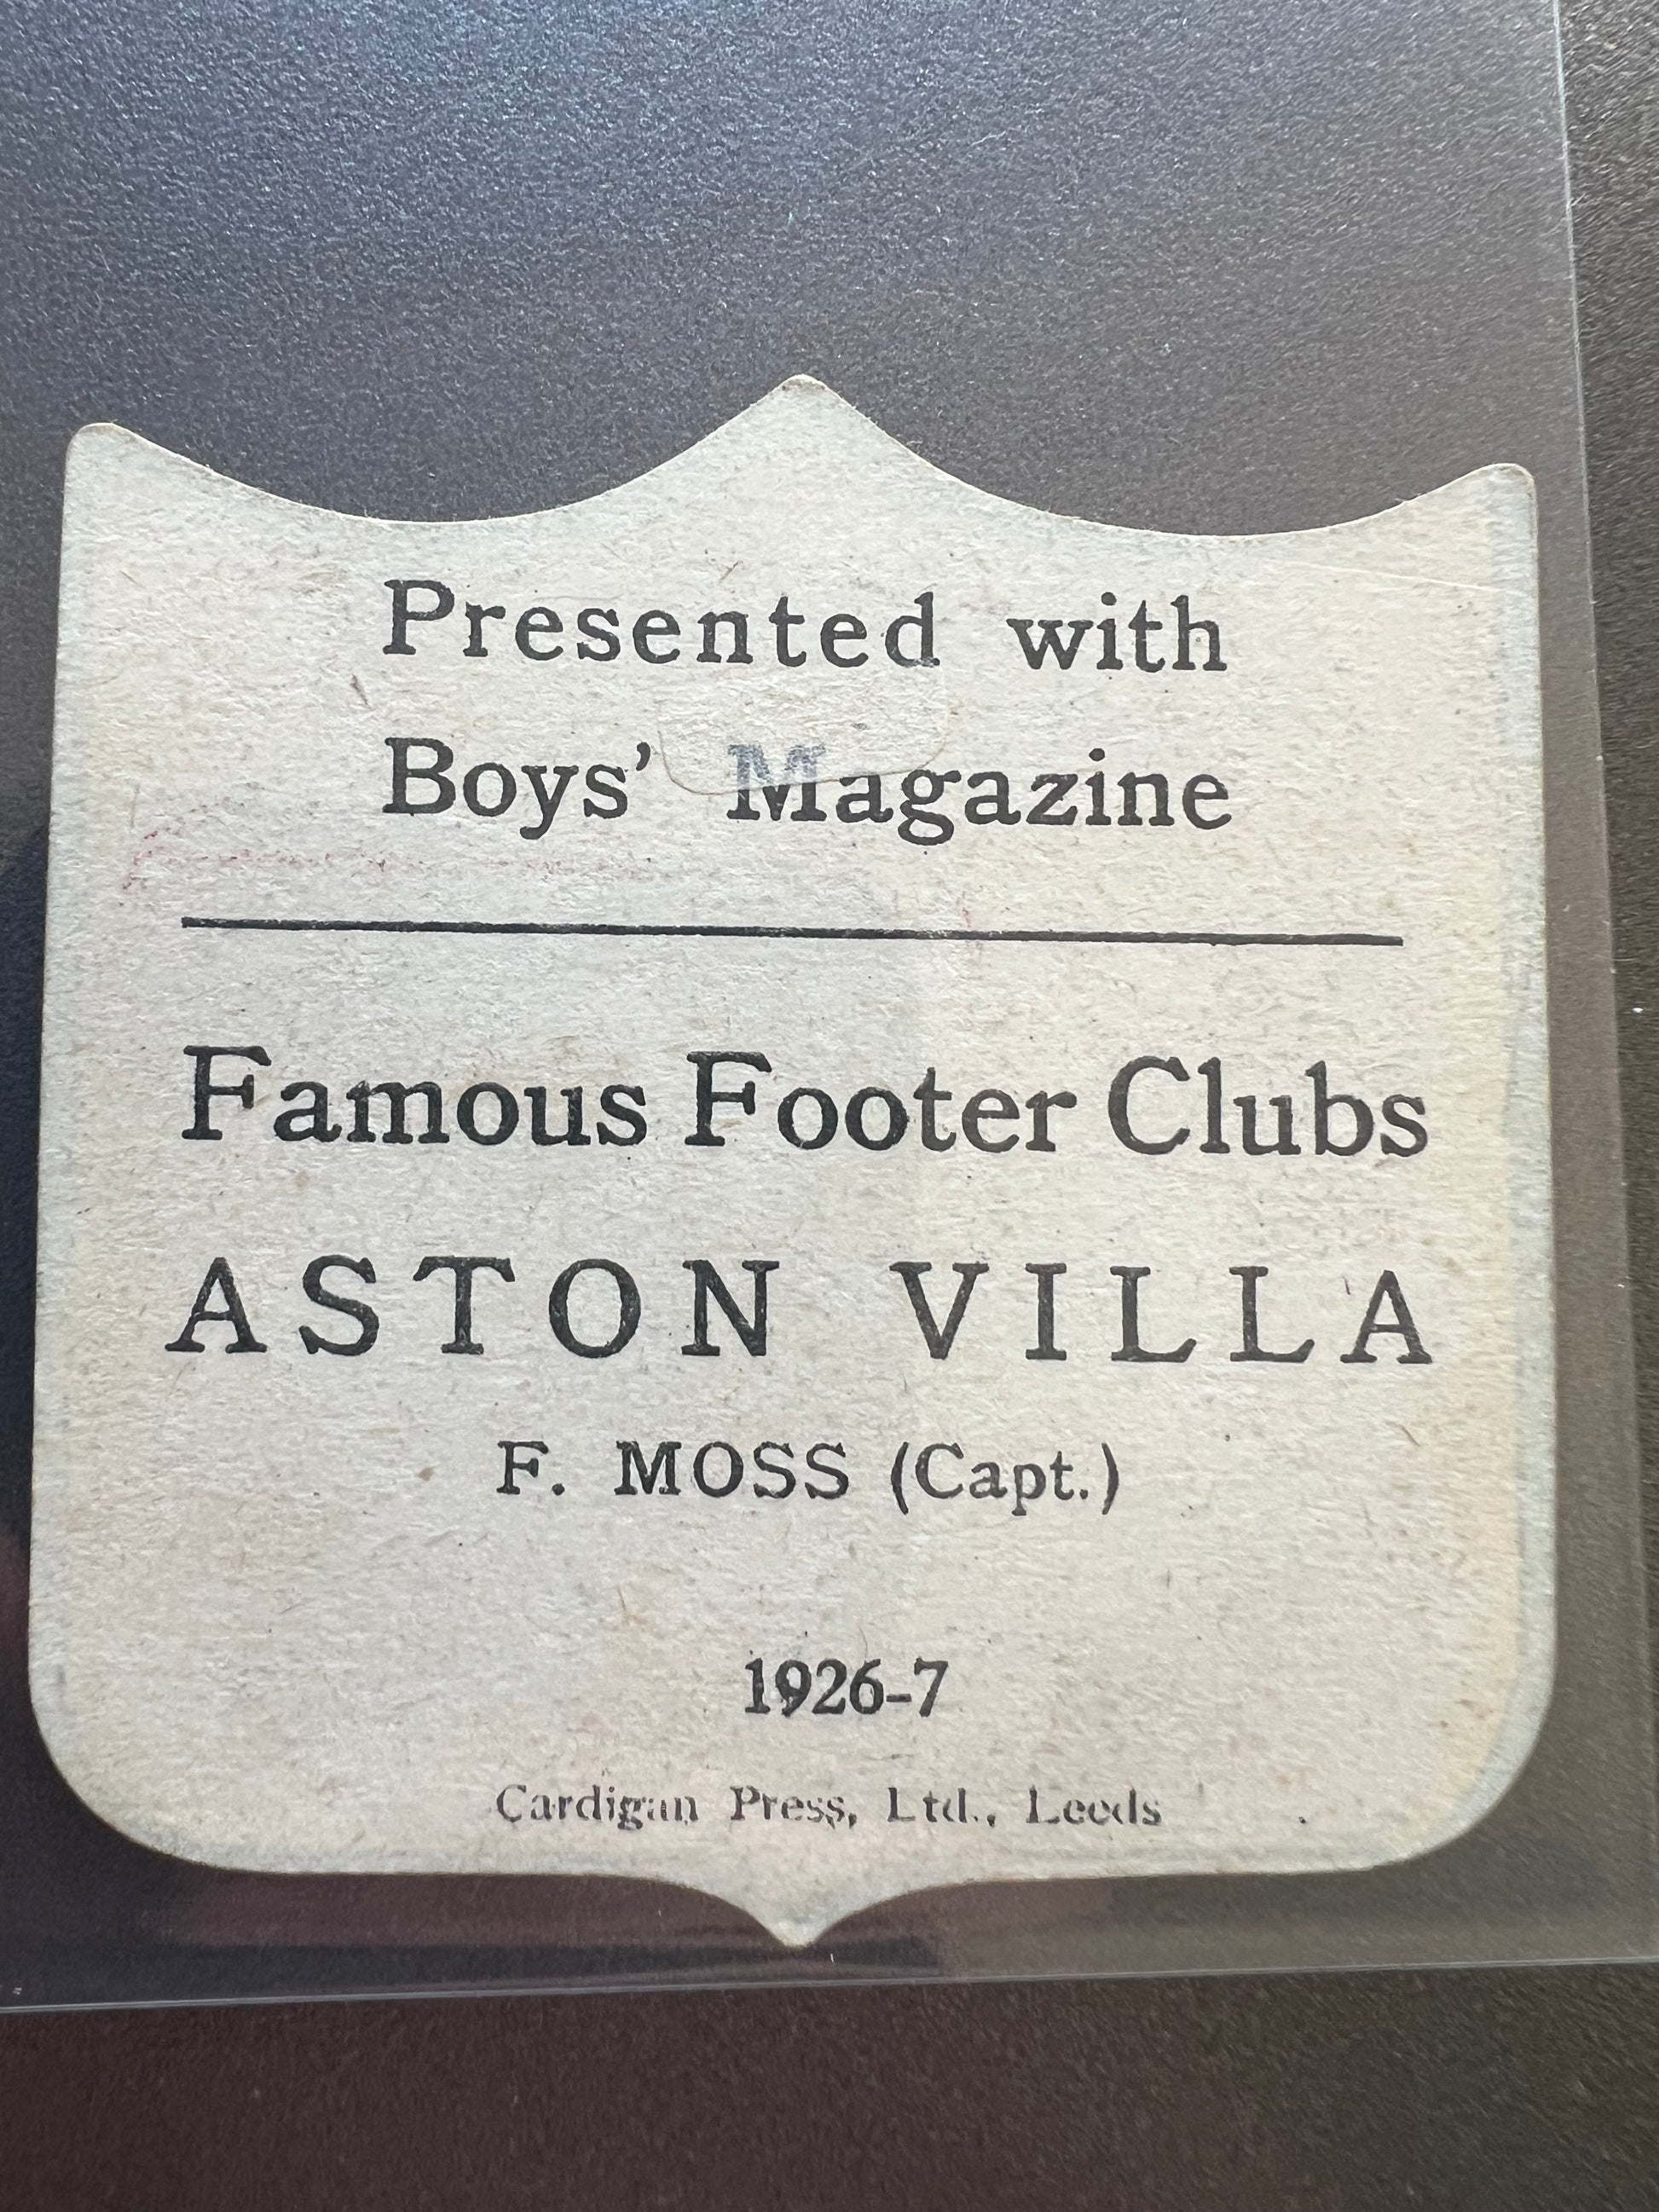 Presented with
Boys' Magazine
Famous Footer Clubs
ASTON VILLA
F. MOSS (Capt.)
1926-7
Cardigan Press, Ltd., Leeds